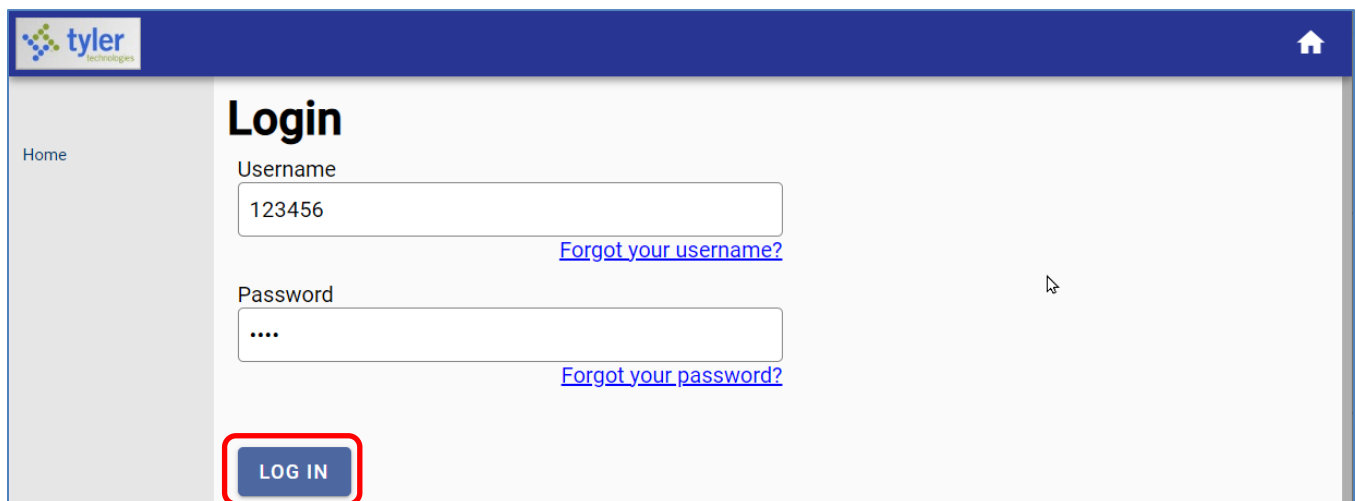 tyler
technologies
Home
Login
Username
123456
Forgot your username?
Password
••••
Forgot your password?
LOG IN